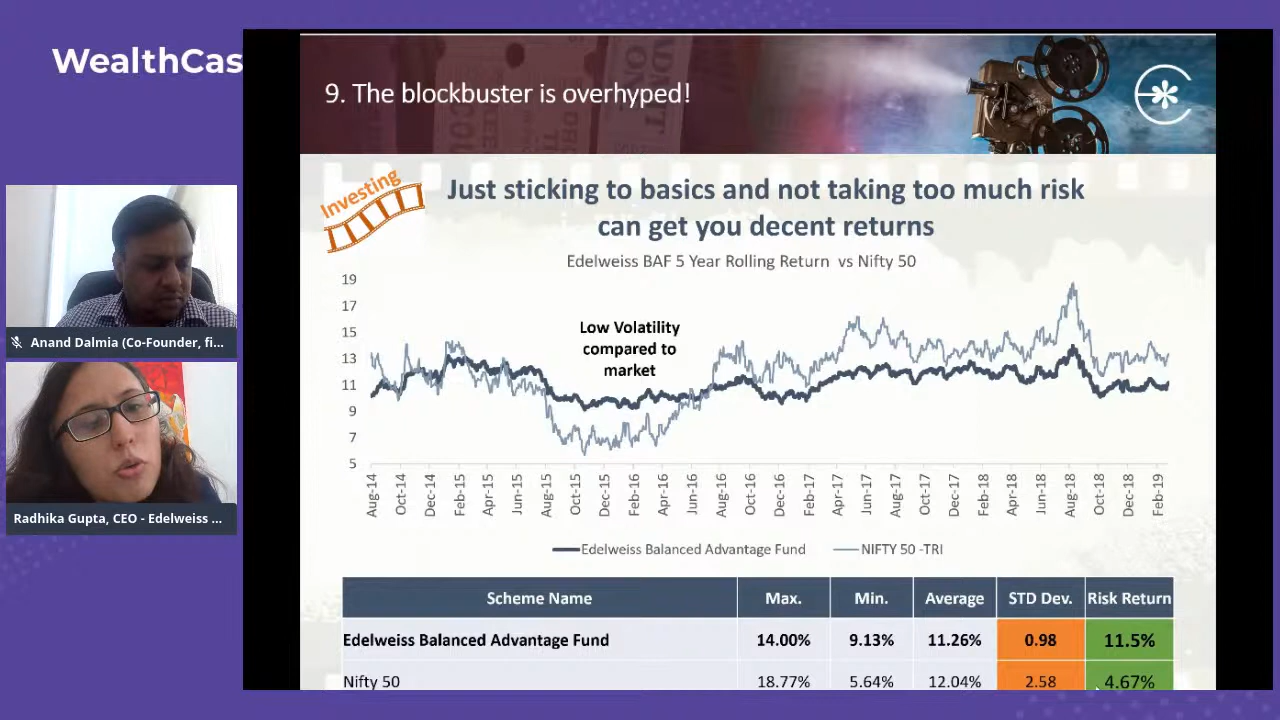 WealthCas
9. The blockbuster is overhyped!
Investing
Just sticking to basics and not taking too much risk
can get you decent returns
Edelweiss BAF 5 Year Rolling Return vs Nifty 50
19
17
15
13
11
9
7
5
Low Volatility
compared to
market
Aug-14 Oct-14 Dec-14 Feb-15 Apr-15 Jun-15 Aug-15 Oct-15 Dec-15 Feb-16 Apr-16 Jun-16 Aug-16 Oct-16 Dec-16 Feb-17 Apr-17 Jun-17 Aug-17 Oct-17 Dec-17 Feb-18 Apr-18 Jun-18 Aug-18 Oct-18 Dec-18 Feb-19
Edelweiss Balanced Advantage Fund NIFTY 50 -TRI
Scheme Name Max. Min. Average STD Dev. Risk Return
Edelweiss Balanced Advantage Fund 14.00% 9.13% 11.26% 0.98 11.5%
Nifty 50 18.77% 5.64% 12.04% 2.58 4.67%
Anand Dalmia (Co-Founder, fi...
Radhika Gupta, CEO - Edelweiss ...